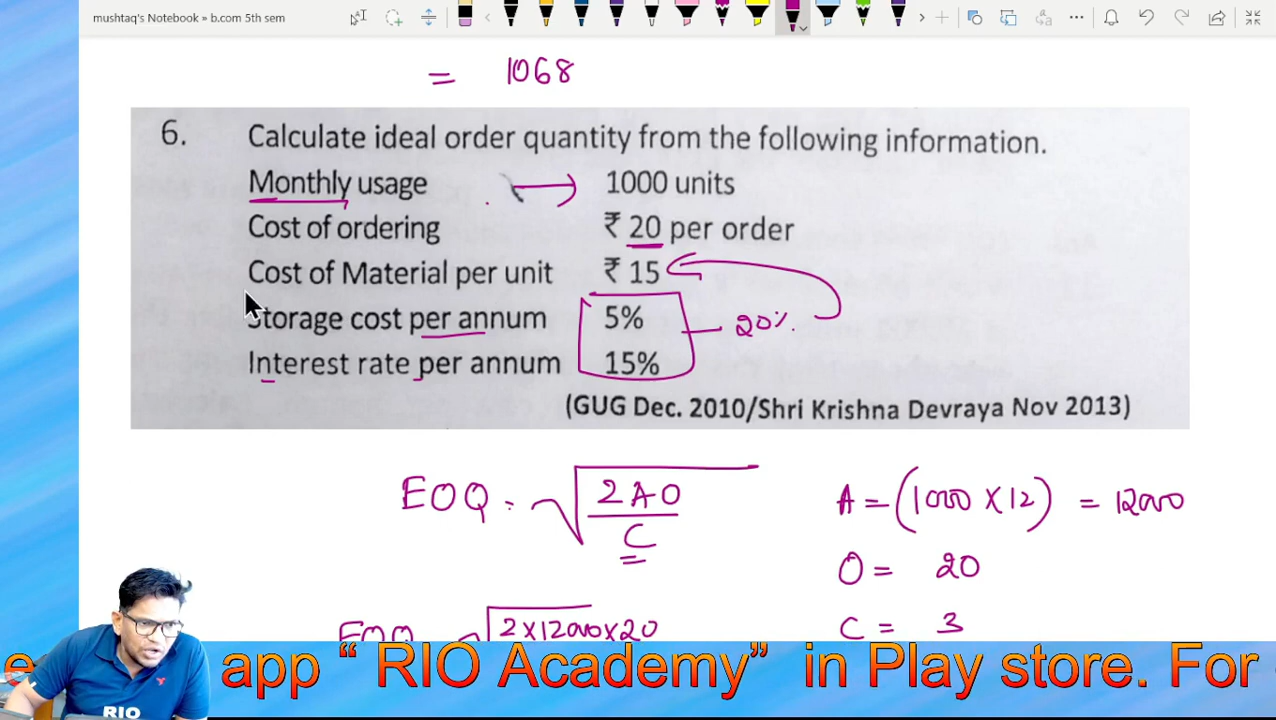 mushtaq's Notebook » b.com 5th sem
= 1068
6. Calculate ideal order quantity from the following information.
Monthly usage 1000 units
Cost of ordering ₹ 20 per order
Cost of Material per unit ₹ 15
Storage cost per annum 5%
20%.
Interest rate per annum 15%
(GUG Dec. 2010/Shri Krishna Devraya Nov 2013)
EOQ = √ 2AO / C
A = (1000 X 12) = 12000
O = 20
C = 3
EOQ √ 2 X 12000 X 20
app “ RIO Academy” in Play store. For
RIO